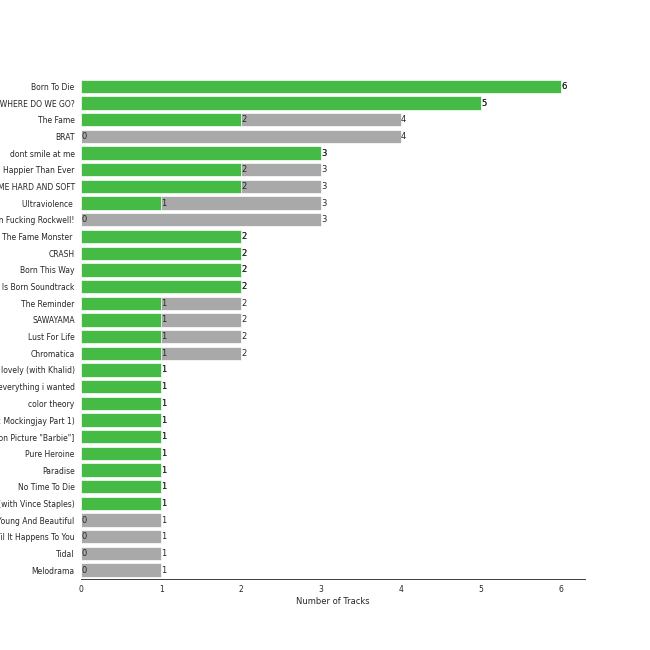 Born To Die 6
WHERE DO WE GO? 5
The Fame 2 4
BRAT 0 4
dont smile at me 3
Happier Than Ever 2 3
ME HARD AND SOFT 2 3
Ultraviolence 1 3
n Fucking Rockwell! 0 3
The Fame Monster 2
CRASH 2
Born This Way 2
Is Born Soundtrack 2
The Reminder 1 2
SAWAYAMA 1 2
Lust For Life 1 2
Chromatica 1 2
lovely (with Khalid) 1
everything i wanted 1
color theory 1
Mockingjay Part 1) 1
on Picture "Barbie"] 1
Pure Heroine 1
Paradise 1
No Time To Die 1
(with Vince Staples) 1
Young And Beautiful 0 1
Til It Happens To You 0 1
Tidal 0 1
Melodrama 0 1
0 1 2 3 4 5 6
Number of Tracks